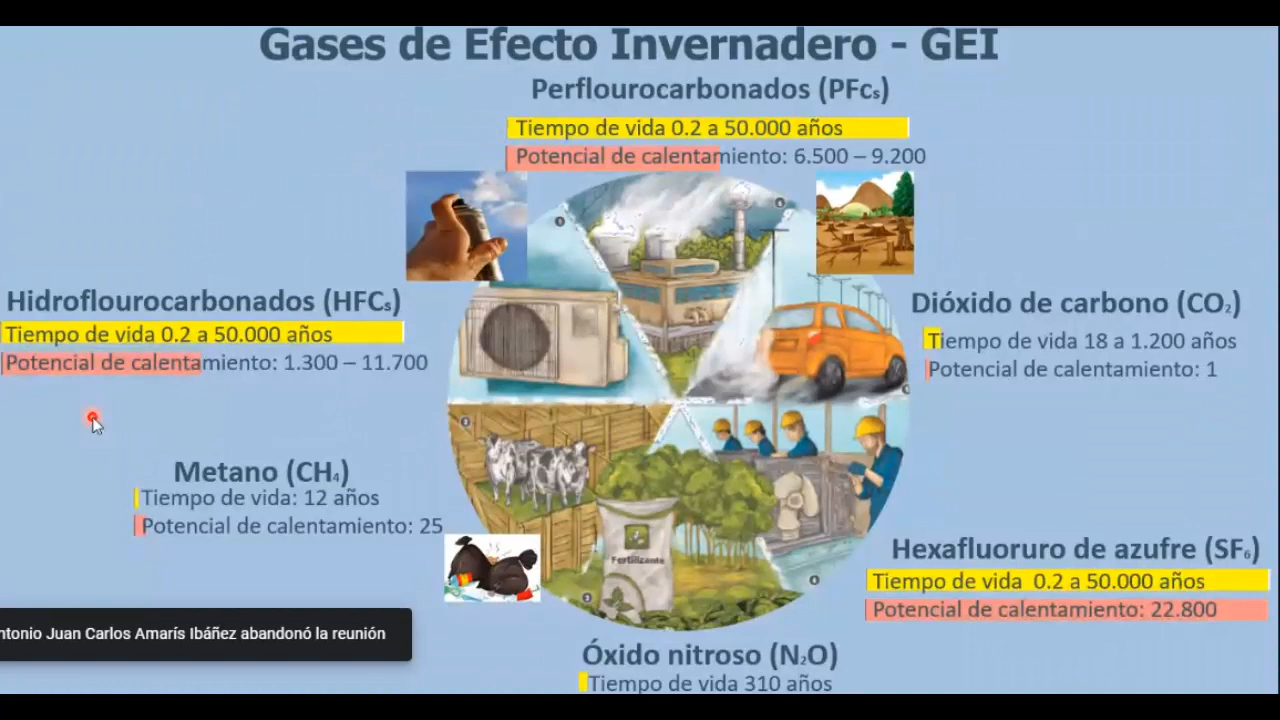 Gases de Efecto Invernadero - GEI
Perflourocarbonados (PFcs)
Tiempo de vida 0.2 a 50.000 años
Potencial de calentamiento: 6.500 – 9.200
Hidroflourocarbonados (HFCs)
Tiempo de vida 0.2 a 50.000 años
Potencial de calentamiento: 1.300 – 11.700
Dióxido de carbono (CO2)
Tiempo de vida 18 a 1.200 años
Potencial de calentamiento: 1
Metano (CH4)
Tiempo de vida: 12 años
Potencial de calentamiento: 25
Fertilizante
Hexafluoruro de azufre (SF6)
Tiempo de vida 0.2 a 50.000 años
Potencial de calentamiento: 22.800
ntonio Juan Carlos Amarís Ibáñez abandonó la reunión
Óxido nitroso (N2O)
Tiempo de vida 310 años